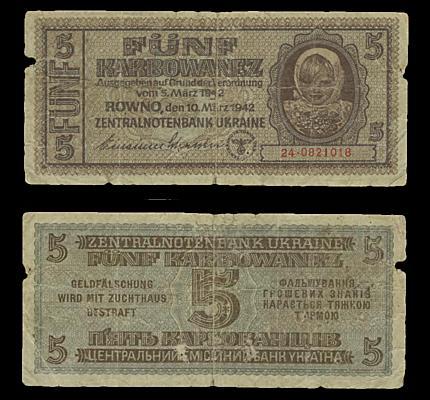 5 FÜNF 5
KARBOWANEZ
Ausgegeben auf Grund der Verordnung
vom 5. März 1942
ROWNO, den 10. März 1942
ZENTRALNOTENBANK UKRAINE
FÜNF
5 5
24·0821018
5 ZENTRALNOTENBANK UKRAINE 5
FÜNF KARBOWANEZ
GELDFÄLSCHUNG
WIRD MIT ZUCHTHAUS
BESTRAFT
5
ФАЛЬШУВАННЯ
ГРОШЕВИХ ЗНАКІВ
КАРАЄТЬСЯ ТЯЖКОЮ
ТЮРМОЮ
ПЯТЬ КАРБОВАНЦІВ
5 ЦЕНТРАЛЬНИЙ ЕМІСІЙНИЙ БАНК УКРАЇНА 5